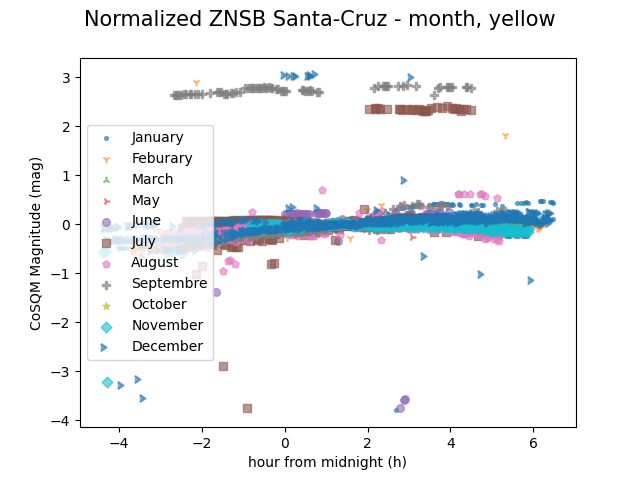 Normalized ZNSB Santa-Cruz - month, yellow
CoSQM Magnitude (mag)
3
2
1
0
−1
−2
−3
−4
January
Feburary
March
May
June
July
August
Septembre
October
November
December
−4
−2
0
2
4
6
hour from midnight (h)